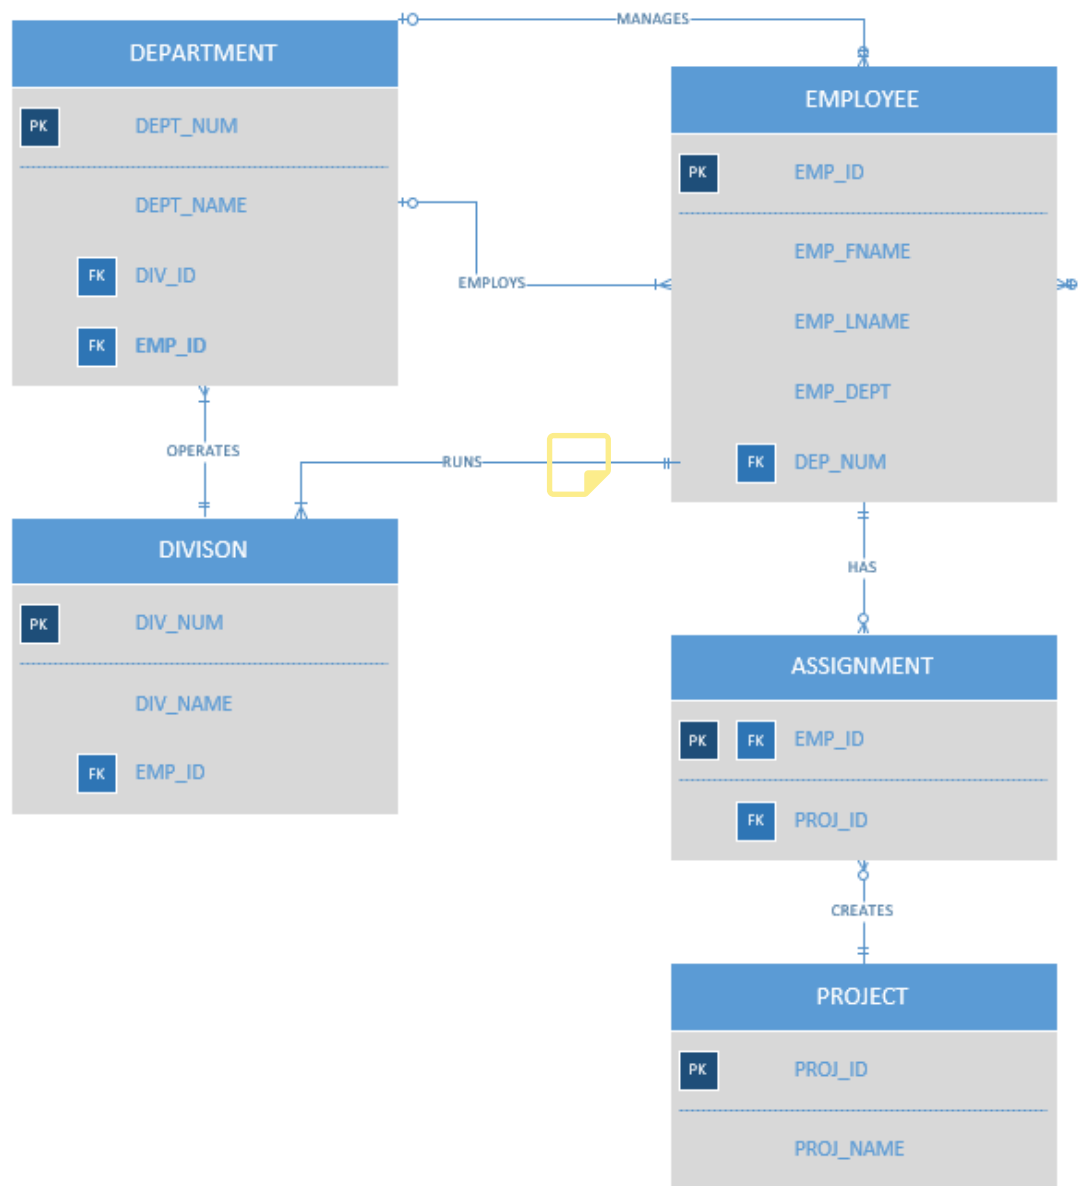 MANAGES
DEPARTMENT
PK DEPT_NUM
DEPT_NAME
FK DIV_ID
FK EMP_ID
EMPLOYEE
PK EMP_ID
EMP_FNAME
EMP_LNAME
EMP_DEPT
FK DEP_NUM
EMPLOYS
OPERATES
RUNS
HAS
DIVISON
PK DIV_NUM
DIV_NAME
FK EMP_ID
ASSIGNMENT
PK FK EMP_ID
FK PROJ_ID
CREATES
PROJECT
PK PROJ_ID
PROJ_NAME